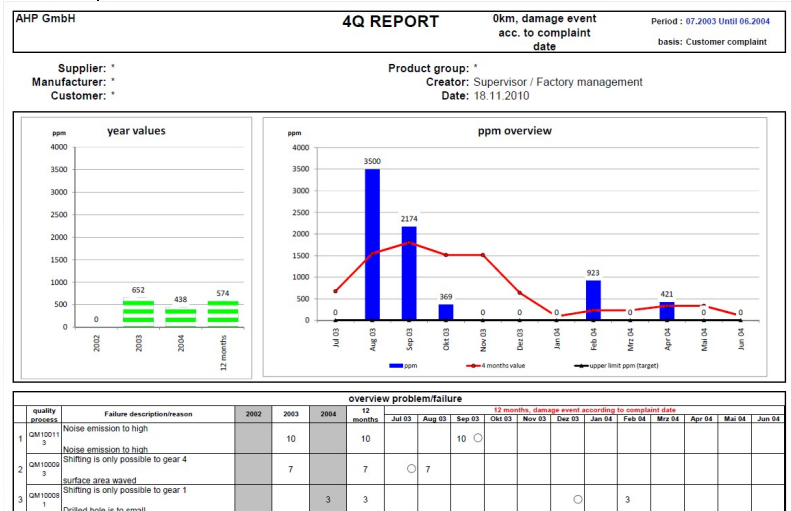 AHP GmbH
4Q REPORT
0km, damage event
acc. to complaint
date
Period : 07.2003 Until 06.2004
basis: Customer complaint
Supplier: *
Manufacturer: *
Customer: *
Product group: *
Creator: Supervisor / Factory management
Date: 18.11.2010
ppm
year values
4000
3500
3000
2500
2000
1500
1000
500
0
0
652
438
574
2002
2003
2004
12 months
ppm
ppm overview
4000
3500
3000
2500
2000
1500
1000
500
0
0
3500
2174
369
0
0
0
923
0
421
0
0
Jul 03
Aug 03
Sep 03
Okt 03
Nov 03
Dez 03
Jan 04
Feb 04
Mrz 04
Apr 04
Mai 04
Jun 04
ppm
4 months value
upper limit ppm (target)
overview problem/failure
quality process Failure description/reason 2002 2003 2004 12 months
12 months, damage event according to complaint date
Jul 03 Aug 03 Sep 03 Okt 03 Nov 03 Dez 03 Jan 04 Feb 04 Mrz 04 Apr 04 Mai 04 Jun 04
1 QM100113 Noise emission to high 10 10 10
Noise emission to high
2 QM100093 Shifting is only possible to gear 4 7 7 7
surface area waved
3 QM100081 Shifting is only possible to gear 1 3 3 3
Drilled hole is to small